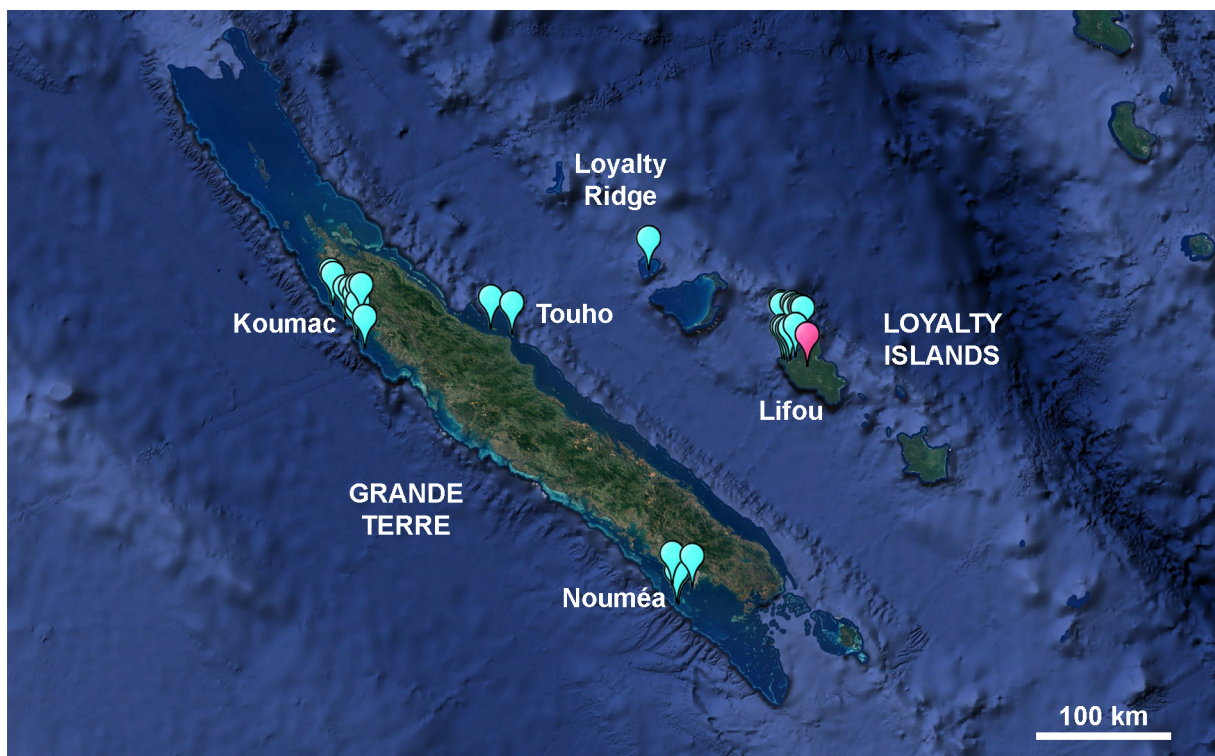 Loyalty
Ridge
Koumac
Touho
LOYALTY
ISLANDS
Lifou
GRANDE
TERRE
Nouméa
100 km